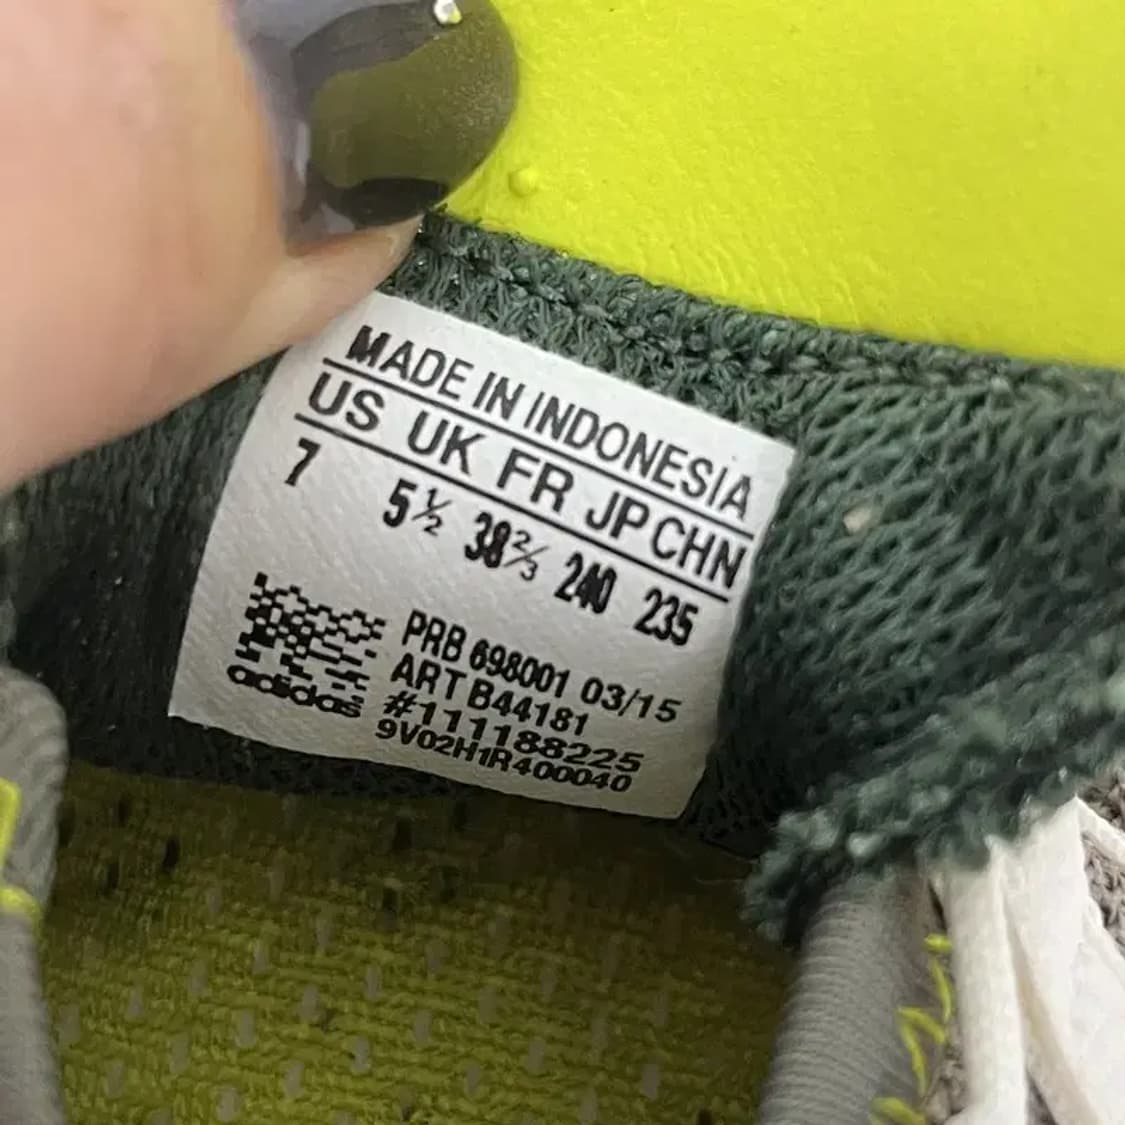 MADE IN INDONESIA
US UK FR JP CHN
7 5½ 38⅔ 240 235
PRB 698001 03/15
ART B44181
#111188225
9V02H1R400040
adidas